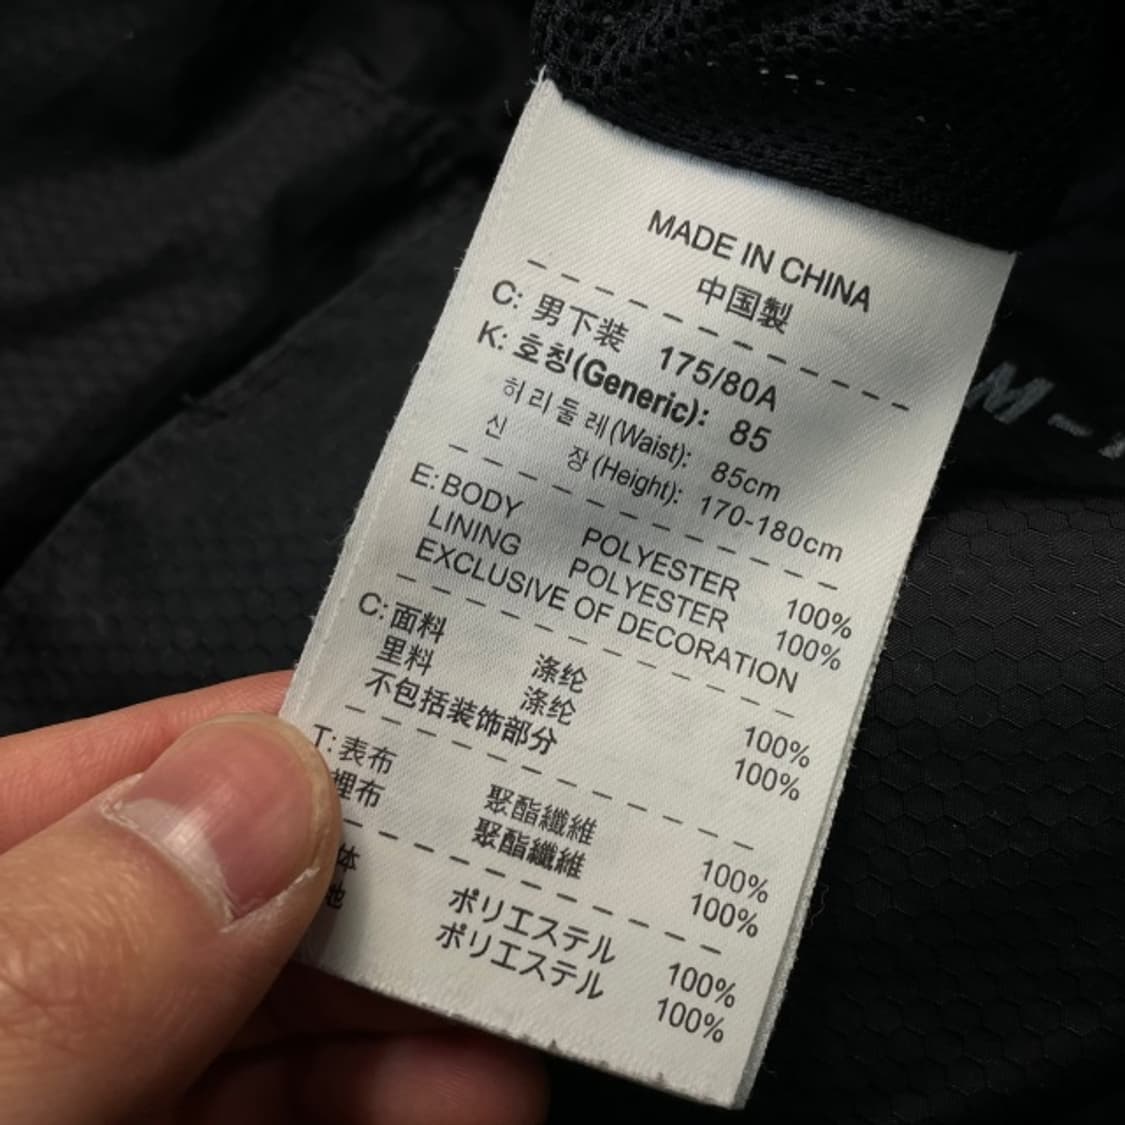 MADE IN CHINA
中国製
C: 男下装 175/80A
K: 호칭(Generic): 85
허리둘레(Waist): 85cm
신 장(Height): 170-180cm
E: BODY POLYESTER 100%
LINING POLYESTER 100%
EXCLUSIVE OF DECORATION
C: 面料 涤纶 100%
里料 涤纶 100%
不包括装饰部分
T: 表布 聚酯纖維 100%
裡布 聚酯纖維 100%
体 ポリエステル 100%
地 ポリエステル 100%
M-